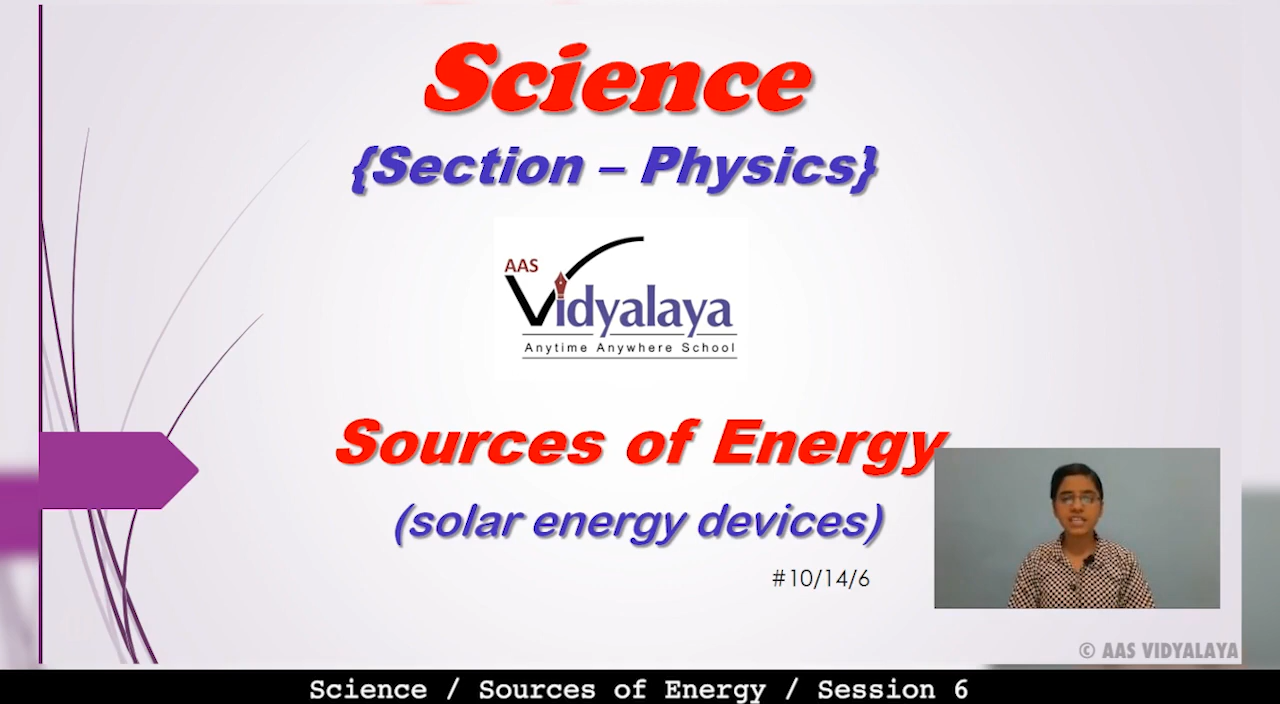 Science
{Section – Physics}
AAS
Vidyalaya
Anytime Anywhere School
Sources of Energy
(solar energy devices)
#10/14/6
© AAS VIDYALAYA
Science / Sources of Energy / Session 6